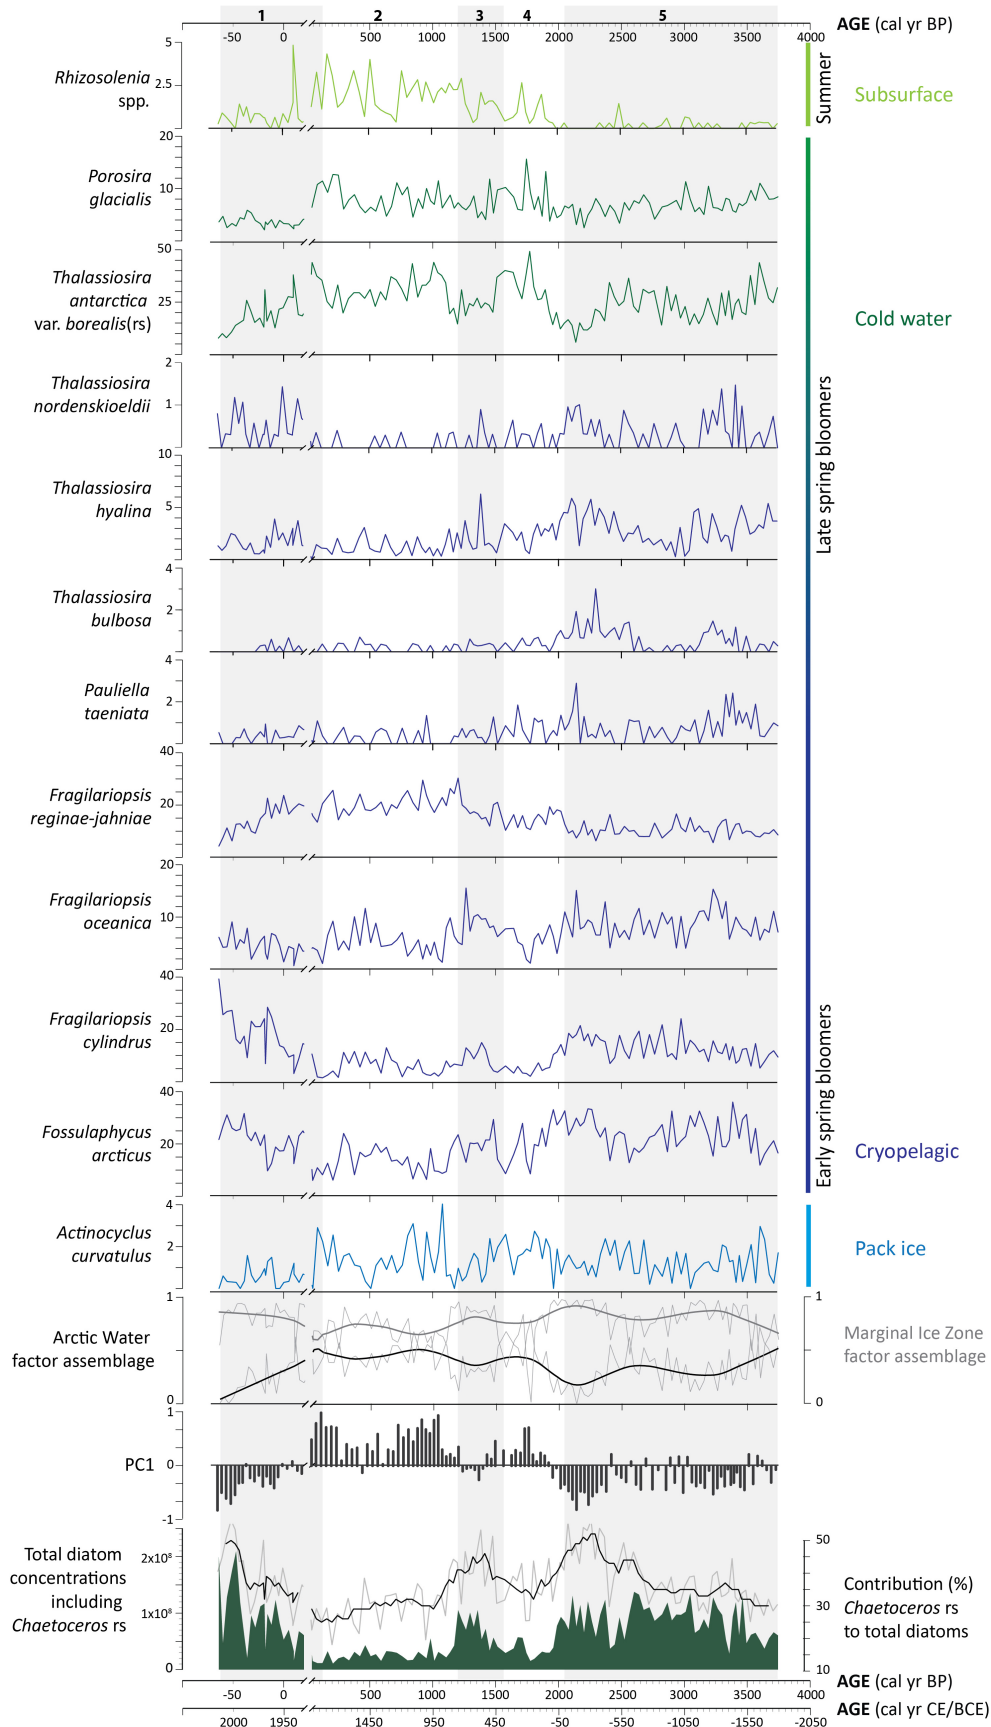 1 2 3 4 5
-50 0 500 1000 1500 2000 2500 3000 3500 4000 AGE (cal yr BP)
5
2.5
Rhizosolenia
spp.
Summer
Subsurface
20
10
Porosira
glacialis
50
25
Thalassiosira
antarctica
var. borealis(rs)
Cold water
2
1
Thalassiosira
nordenskioeldii
Late spring bloomers
10
5
Thalassiosira
hyalina
4
2
Thalassiosira
bulbosa
4
2
Pauliella
taeniata
40
20
Fragilariopsis
reginae-jahniae
20
10
Fragilariopsis
oceanica
40
20
Fragilariopsis
cylindrus
Early spring bloomers
40
20
Fossulaphycus
arcticus
Cryopelagic
4
2
Actinocyclus
curvatulus
Pack ice
1
0
Arctic Water
factor assemblage
1
0
Marginal Ice Zone
factor assemblage
1
0
-1
PC1
Total diatom
concentrations
including
Chaetoceros rs
2x10⁸
1x10⁸
0
50
30
10
Contribution (%)
Chaetoceros rs
to total diatoms
AGE (cal yr BP)
-50 0 500 1000 1500 2000 2500 3000 3500 4000
AGE (cal yr CE/BCE)
2000 1950 1450 950 450 -50 -550 -1050 -1550 -2050